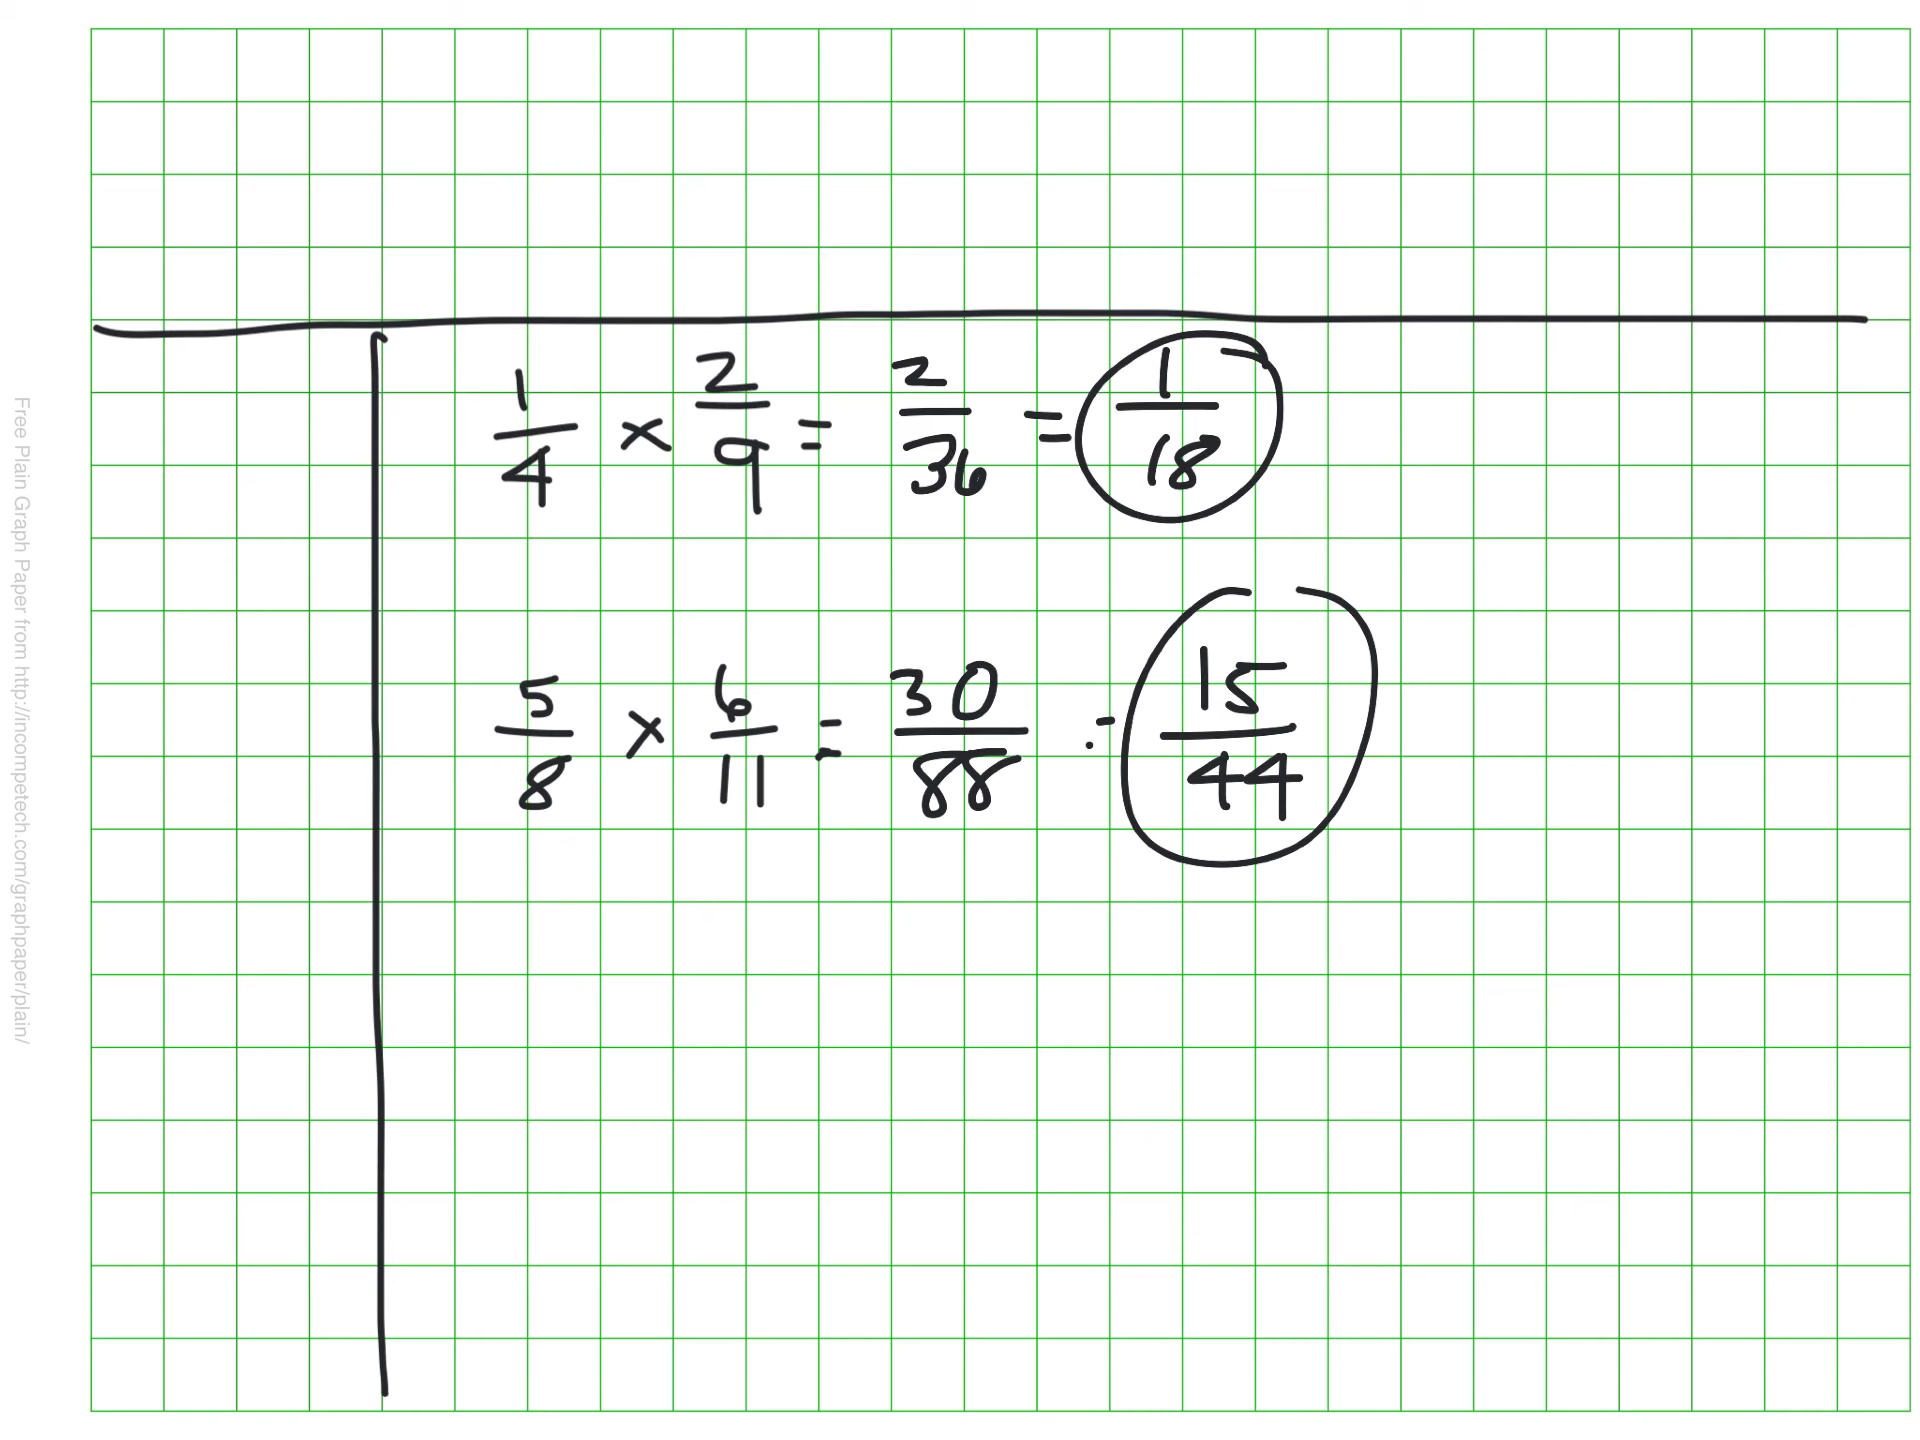 1/4 × 2/9 = 2/36 = 1/18
5/8 × 6/11 = 30/88 = 15/44
Free Plain Graph Paper from http://incompetech.com/graphpaper/plain/